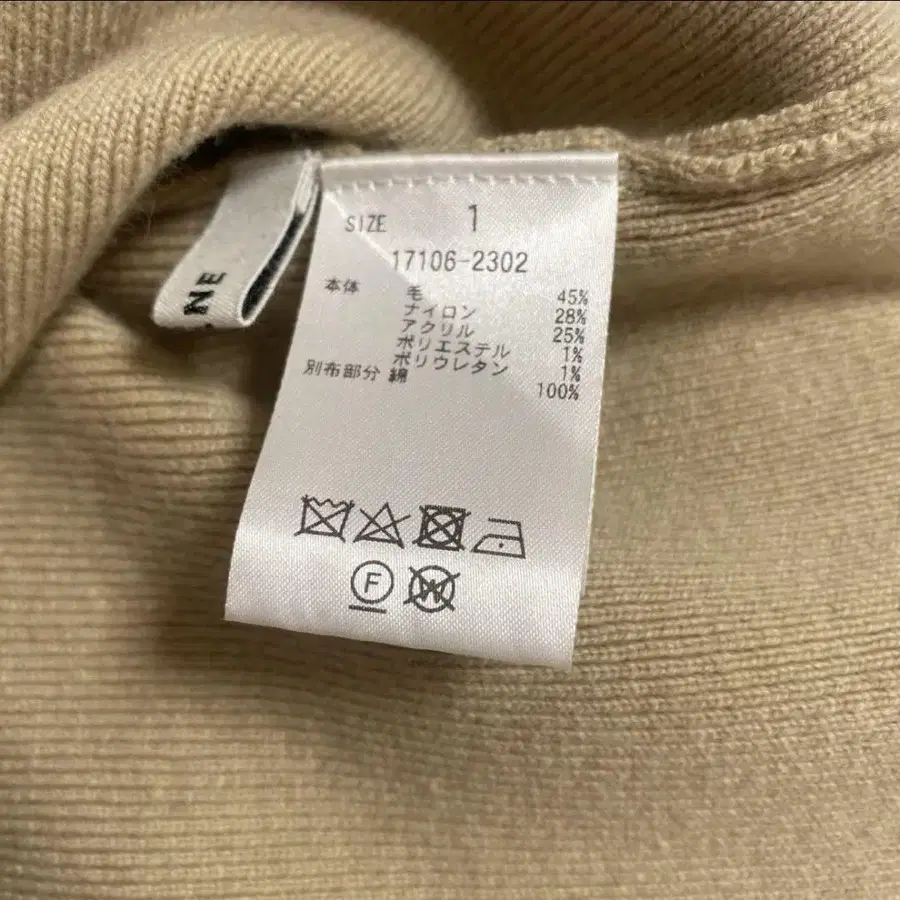 SIZE 1
17106-2302
本体 毛 45%
ナイロン 28%
アクリル 25%
ポリエステル 1%
ポリウレタン 1%
別布部分 綿 100%
F
W